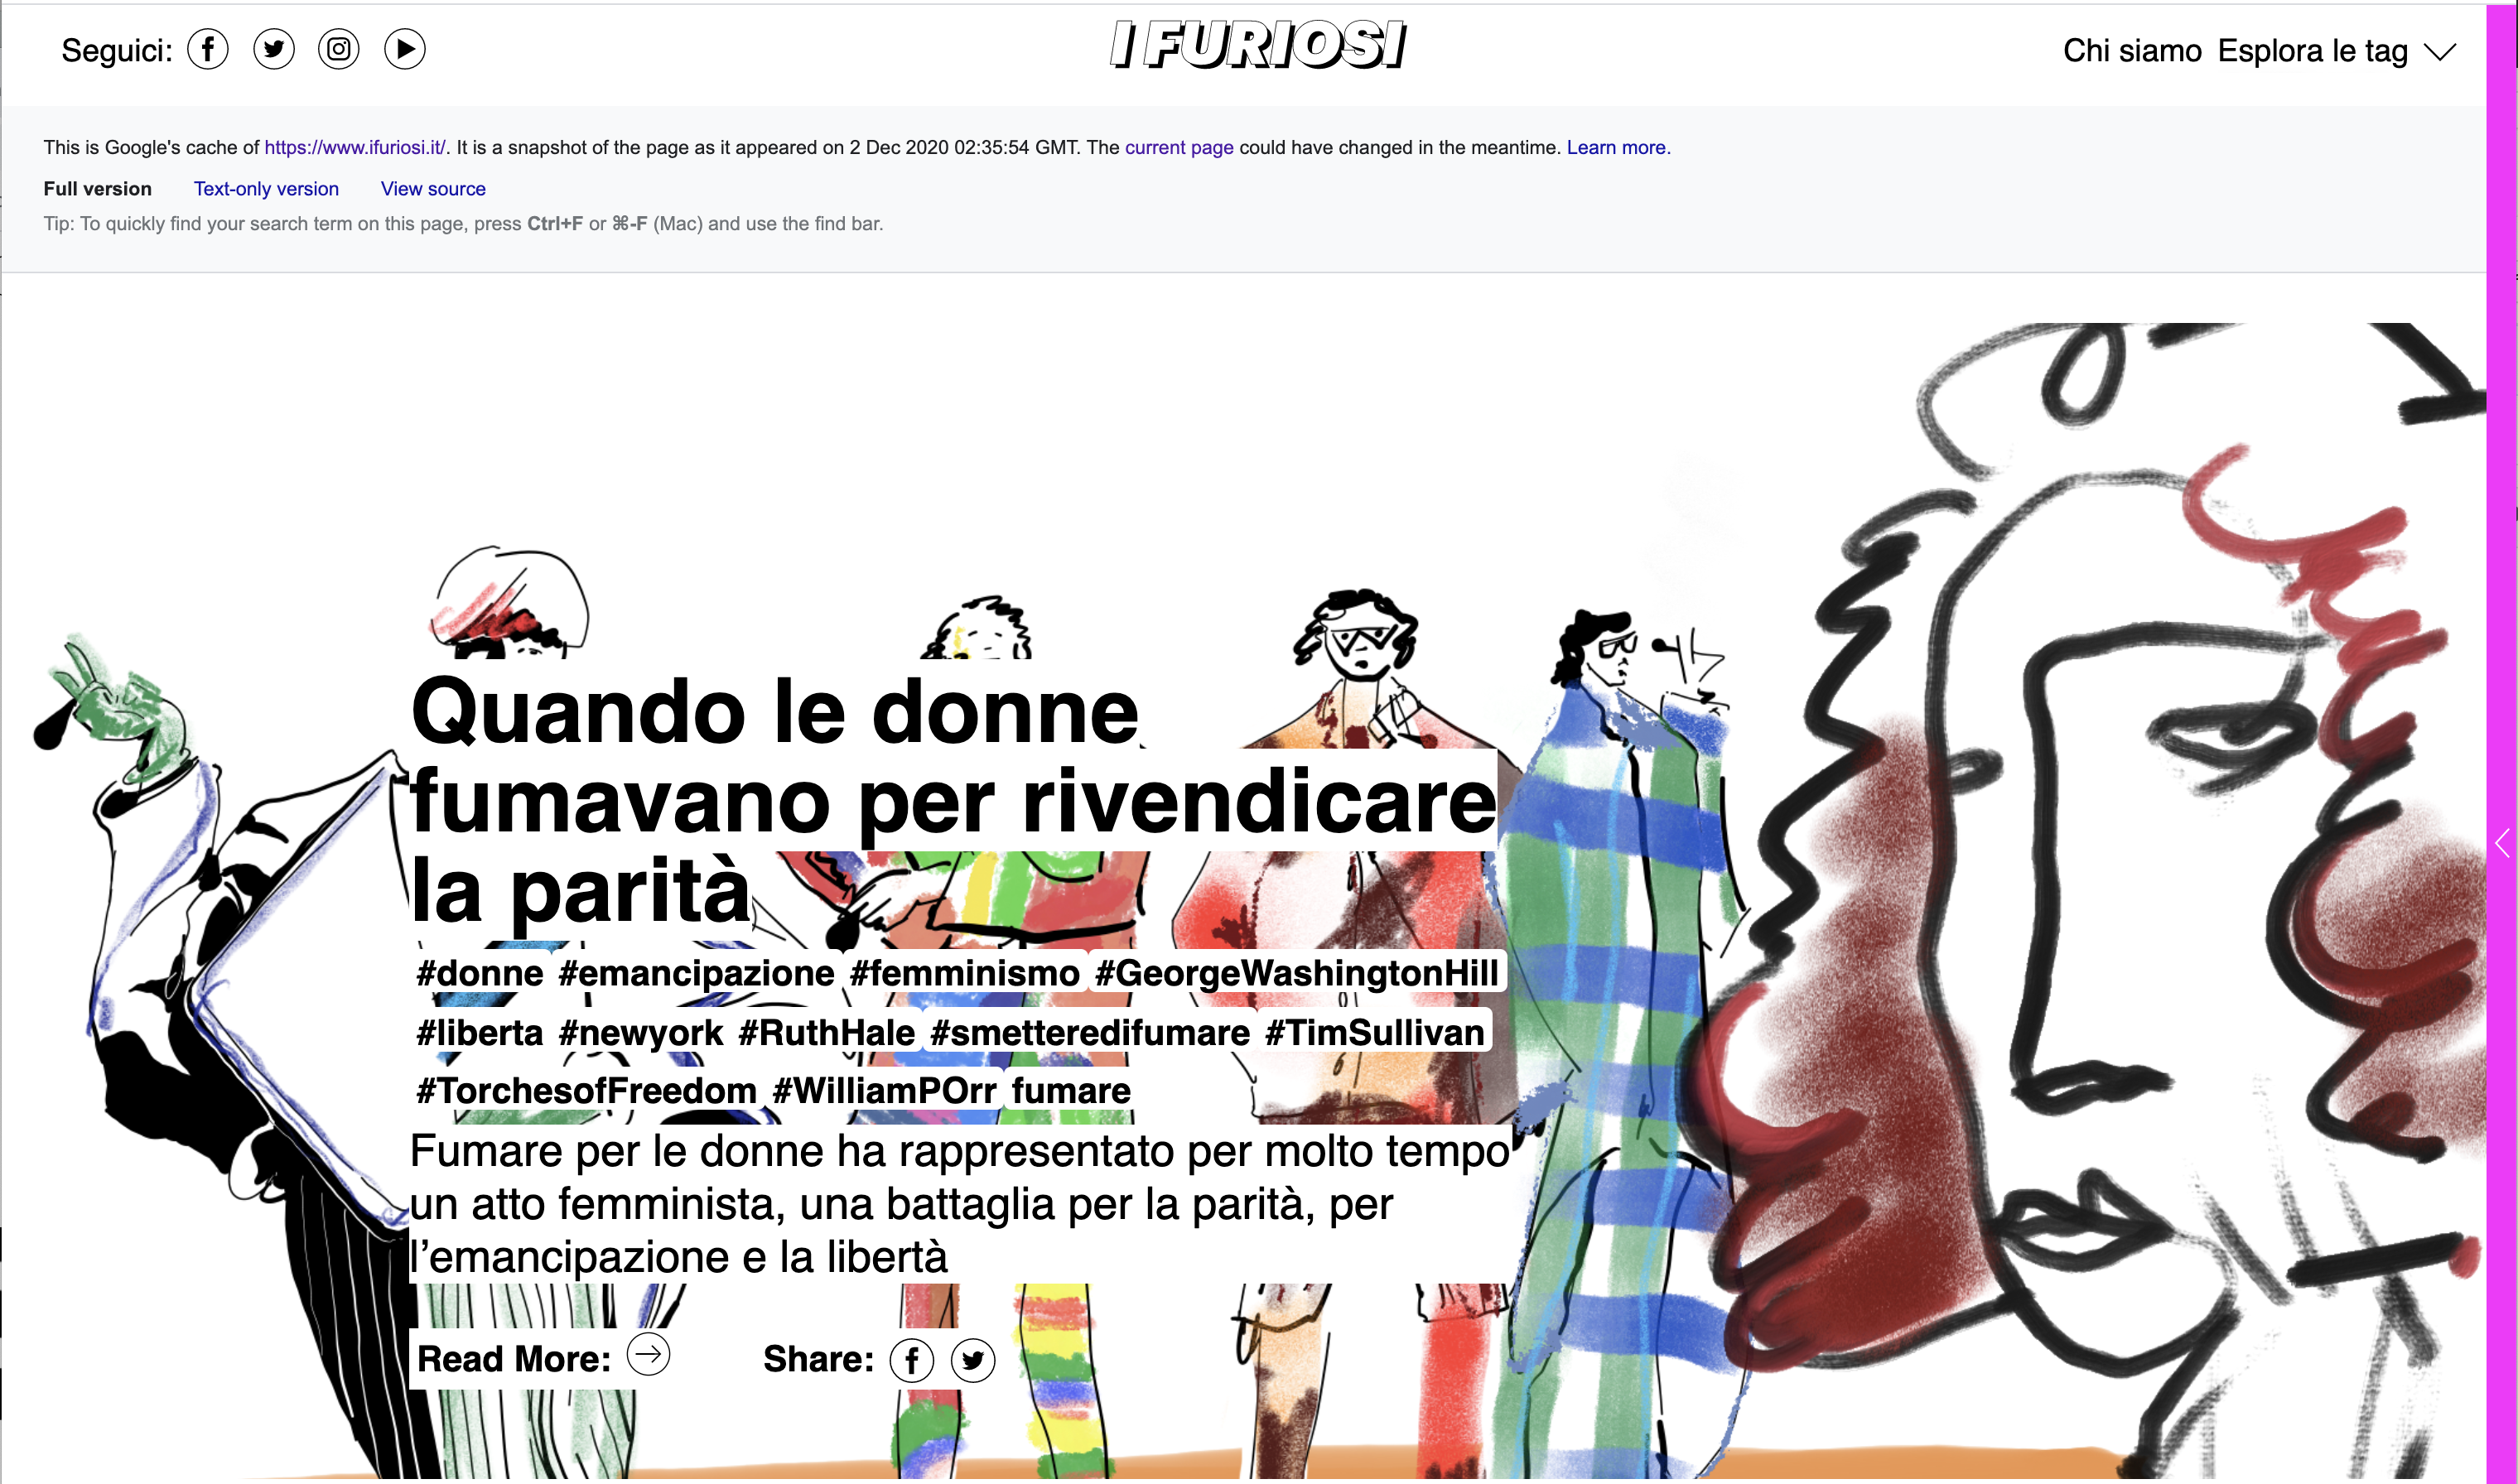 Seguici:
I FURIOSI
Chi siamo Esplora le tag
This is Google's cache of https://www.ifuriosi.it/. It is a snapshot of the page as it appeared on 2 Dec 2020 02:35:54 GMT. The current page could have changed in the meantime. Learn more.
Full version Text-only version View source
Tip: To quickly find your search term on this page, press Ctrl+F or ⌘-F (Mac) and use the find bar.
Quando le donne
fumavano per rivendicare
la parità
#donne #emancipazione #femminismo #GeorgeWashingtonHill
#liberta #newyork #RuthHale #smetteredifumare #TimSullivan
#TorchesofFreedom #WilliamPOrr fumare
Fumare per le donne ha rappresentato per molto tempo
un atto femminista, una battaglia per la parità, per
l’emancipazione e la libertà
Read More: Share: